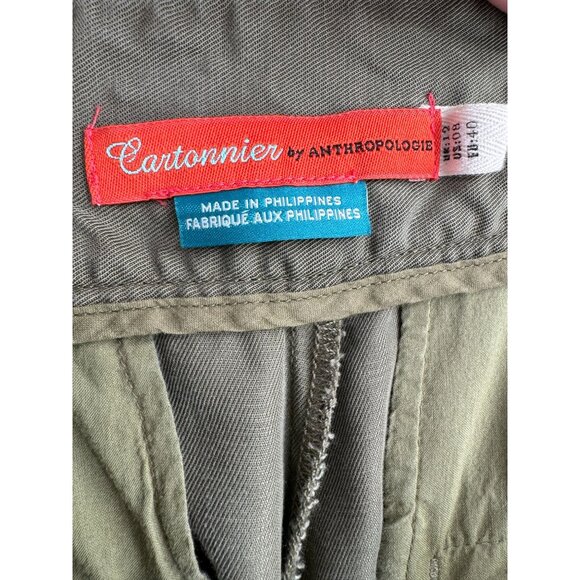 Cartonnier by ANTHROPOLOGIE
UK:12
US:08
EU:40
MADE IN PHILIPPINES
FABRIQUÉ AUX PHILIPPINES